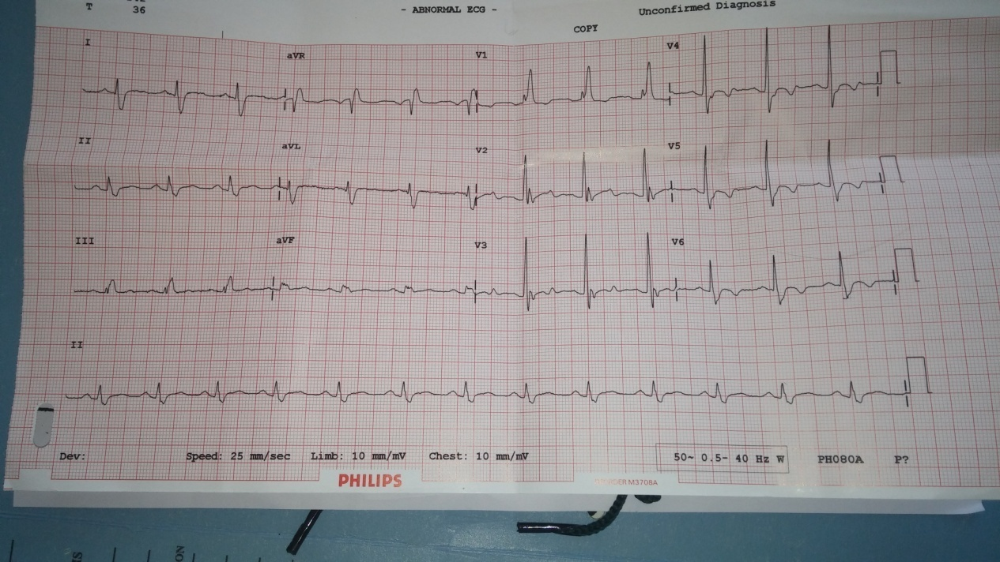 T 36 - ABNORMAL ECG - Unconfirmed Diagnosis
COPY
I aVR V1 V4
II aVL V2 V5
III aVF V3 V6
II
Dev: Speed: 25 mm/sec Limb: 10 mm/mV Chest: 10 mm/mV 50~ 0.5- 40 Hz W PH080A P?
PHILIPS M3708A
ON